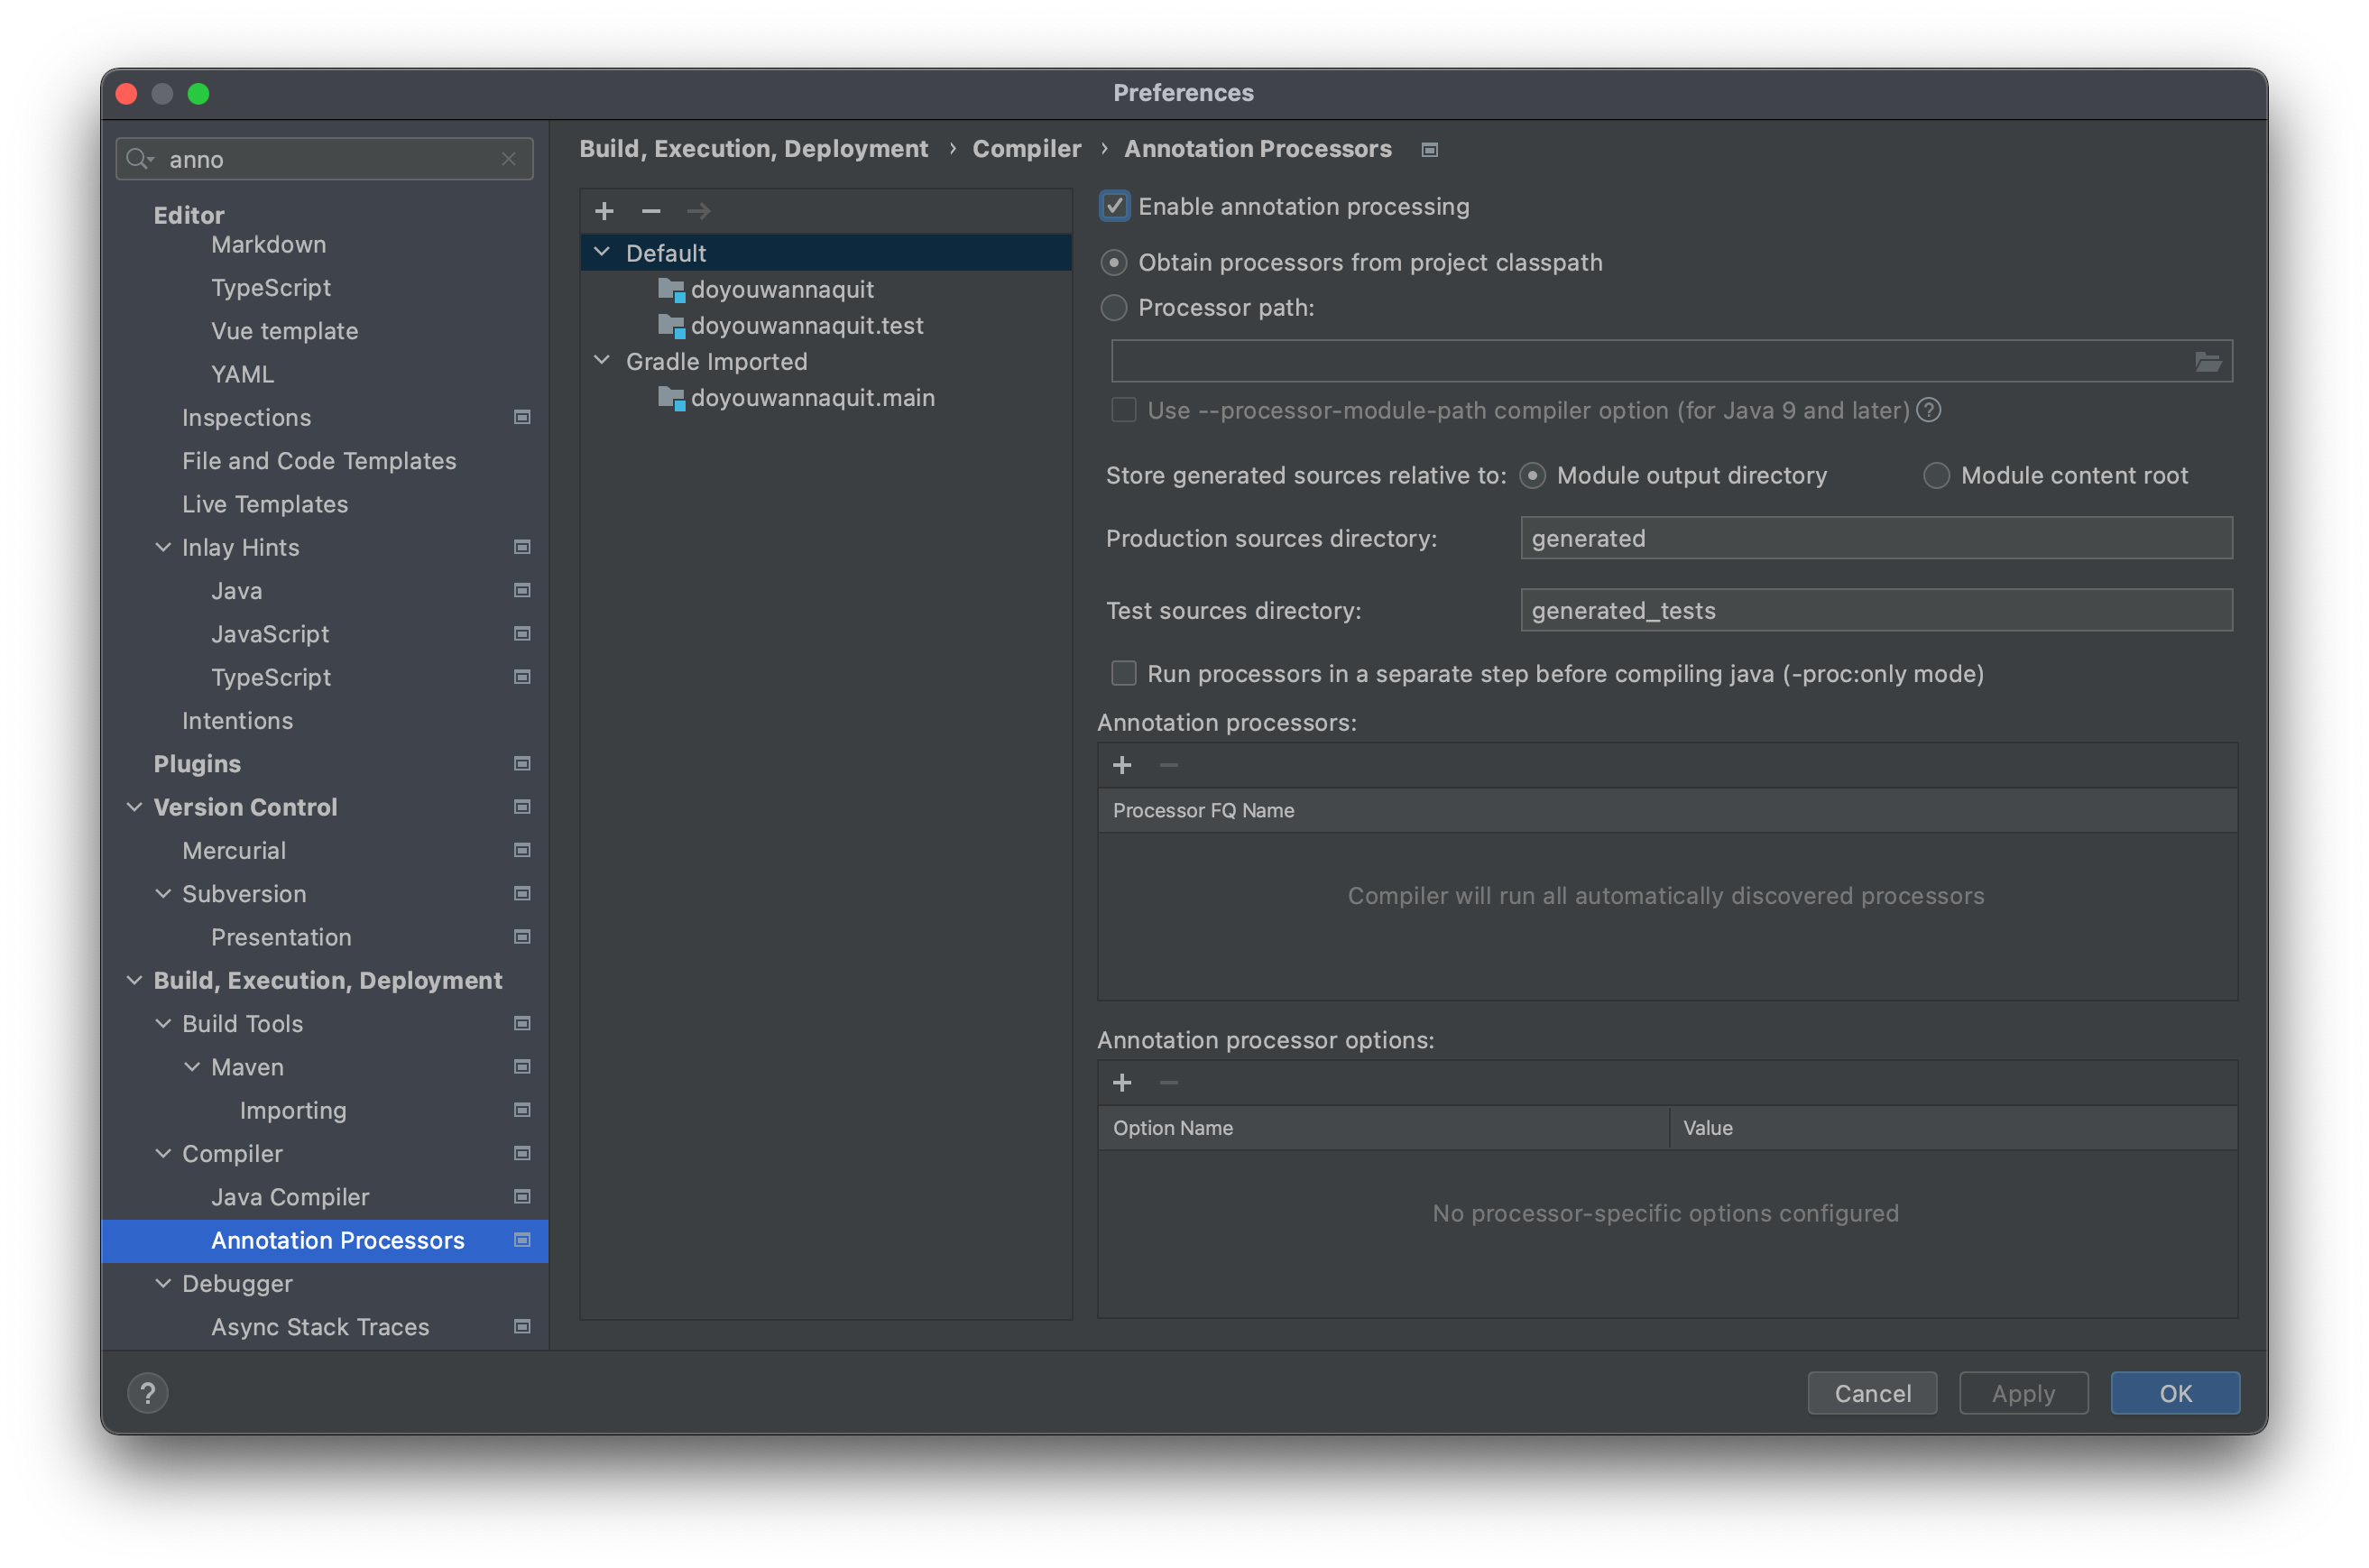 Preferences
anno
Editor
Markdown
TypeScript
Vue template
YAML
Inspections
File and Code Templates
Live Templates
Inlay Hints
Java
JavaScript
TypeScript
Intentions
Plugins
Version Control
Mercurial
Subversion
Presentation
Build, Execution, Deployment
Build Tools
Maven
Importing
Compiler
Java Compiler
Annotation Processors
Debugger
Async Stack Traces
Build, Execution, Deployment › Compiler › Annotation Processors
Default
doyouwannaquit
doyouwannaquit.test
Gradle Imported
doyouwannaquit.main
Enable annotation processing
Obtain processors from project classpath
Processor path:
Use --processor-module-path compiler option (for Java 9 and later) ?
Store generated sources relative to: Module output directory Module content root
Production sources directory: generated
Test sources directory: generated_tests
Run processors in a separate step before compiling java (-proc:only mode)
Annotation processors:
Processor FQ Name
Compiler will run all automatically discovered processors
Annotation processor options:
Option Name Value
No processor-specific options configured
? Cancel Apply OK